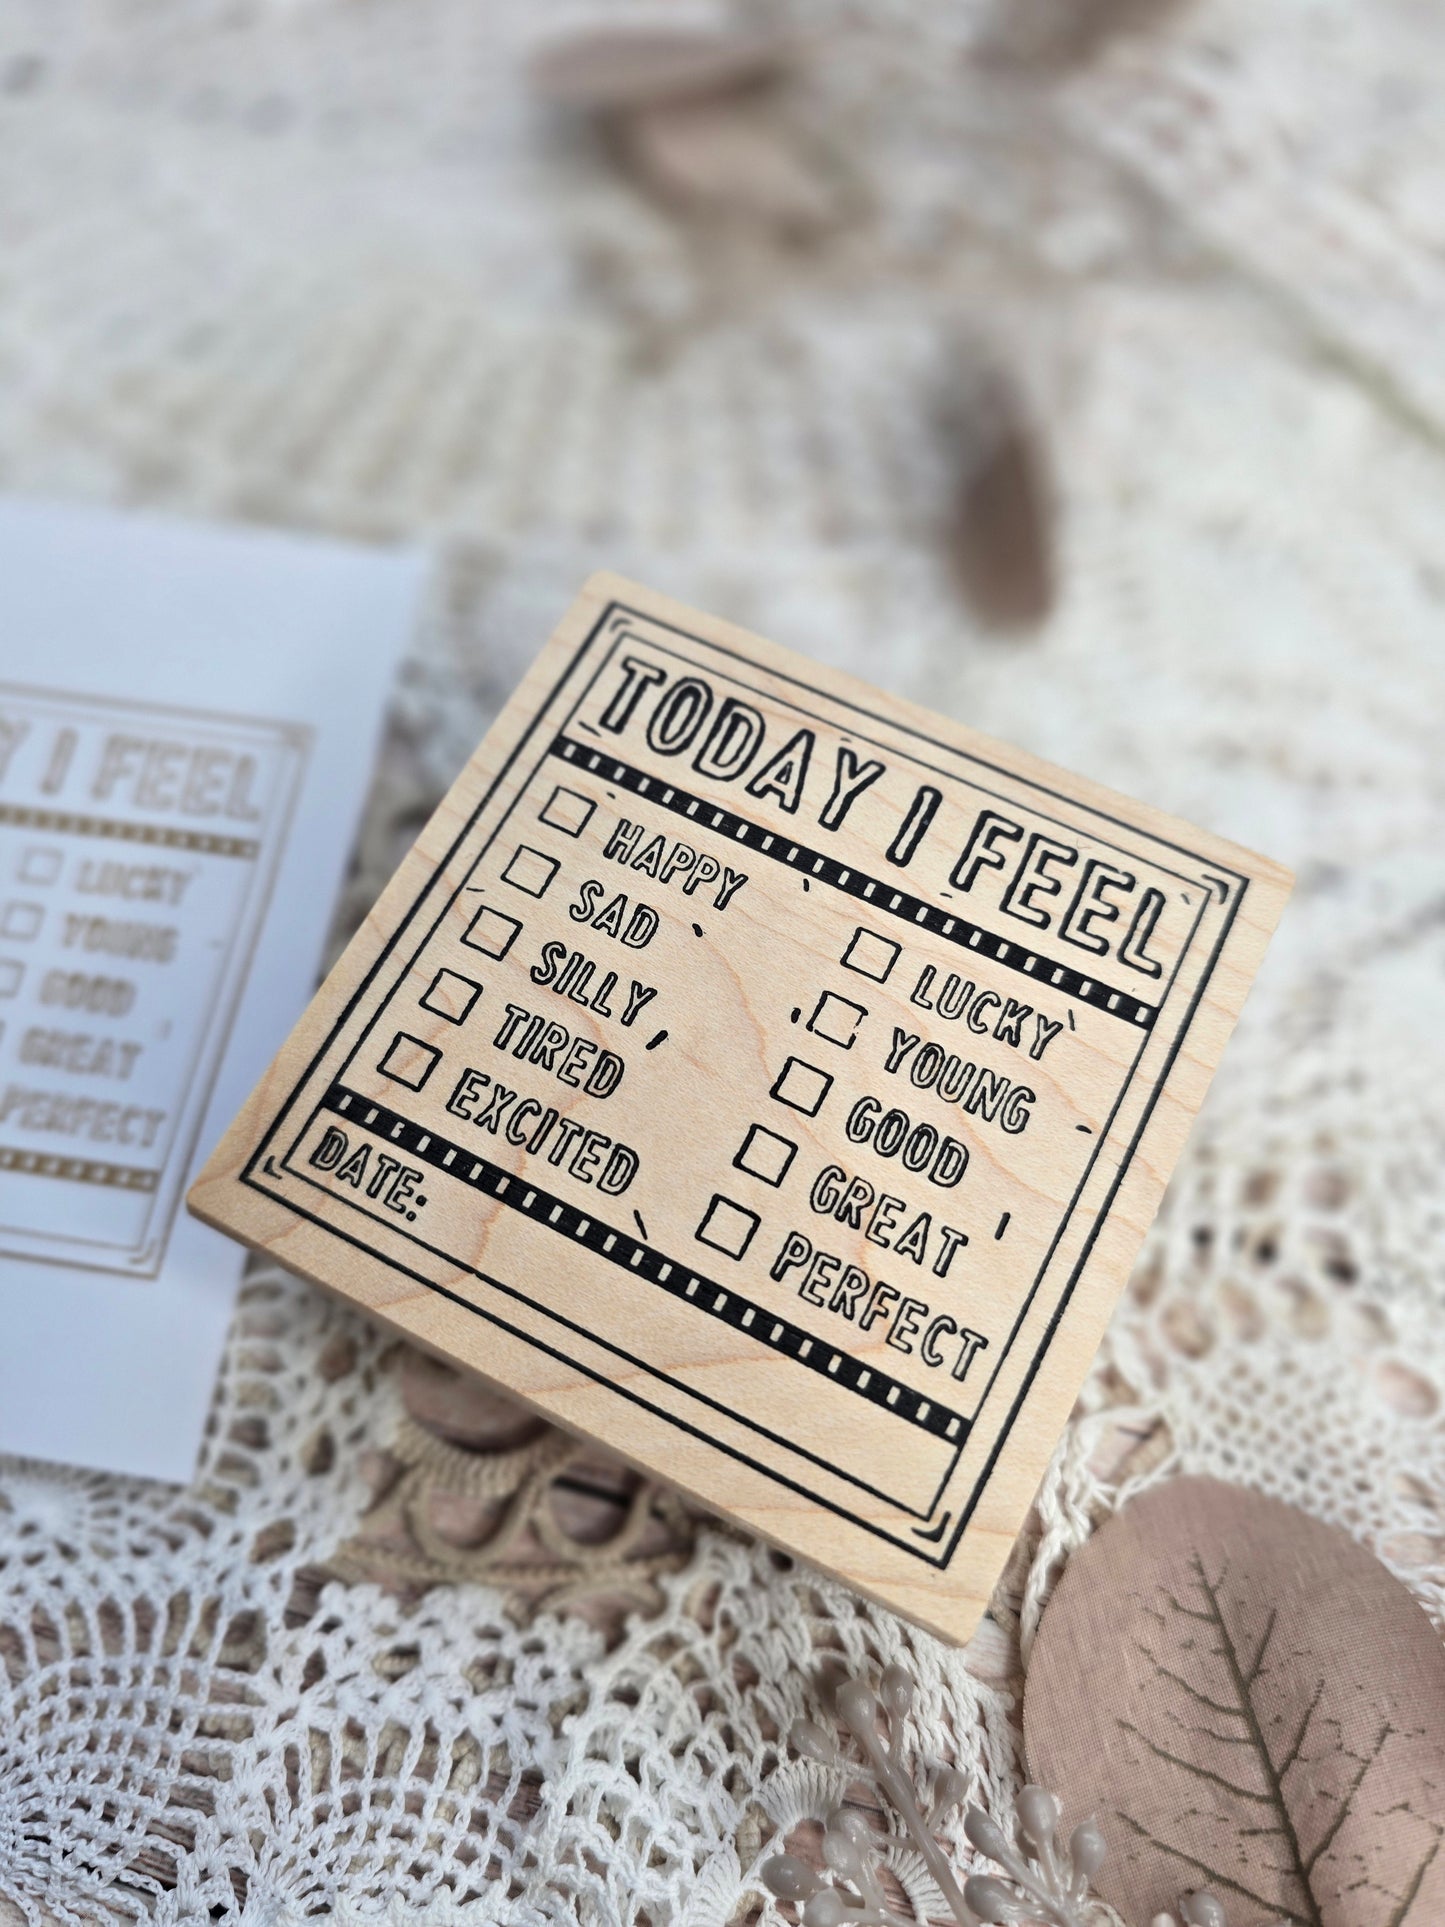 TODAY I FEEL
HAPPY
SAD
SILLY
TIRED
EXCITED
LUCKY
YOUNG
GOOD
GREAT
PERFECT
DATE:
Y I FEEL
LUCKY
YOUNG
GOOD
GREAT
PERFECT